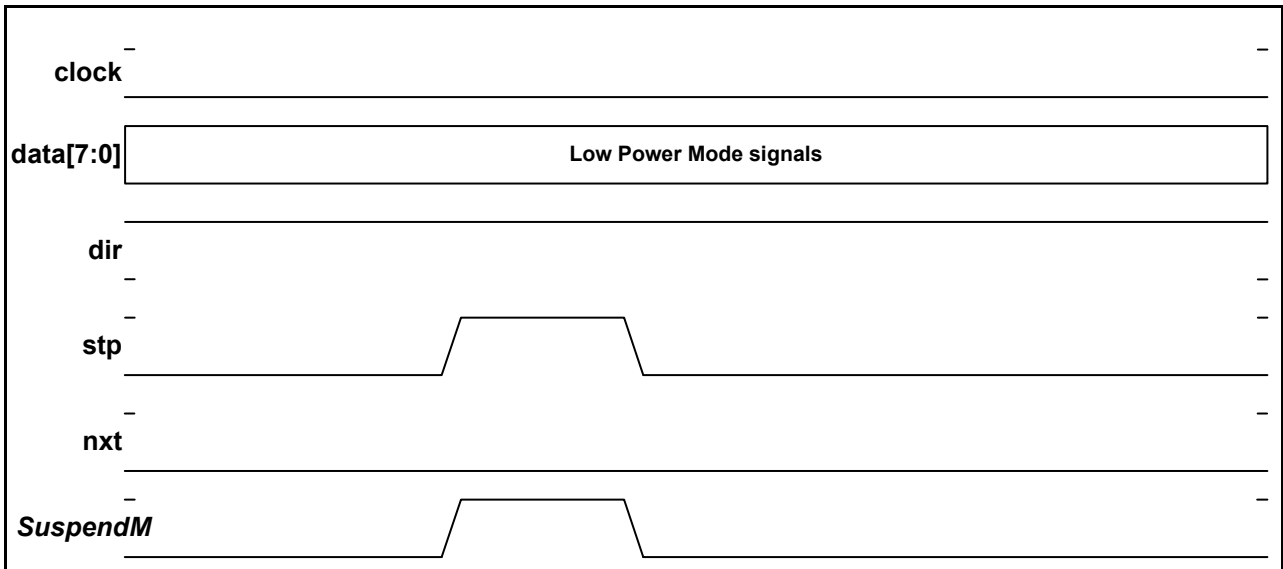 clock
data[7:0]
Low Power Mode signals
dir
stp
nxt
SuspendM